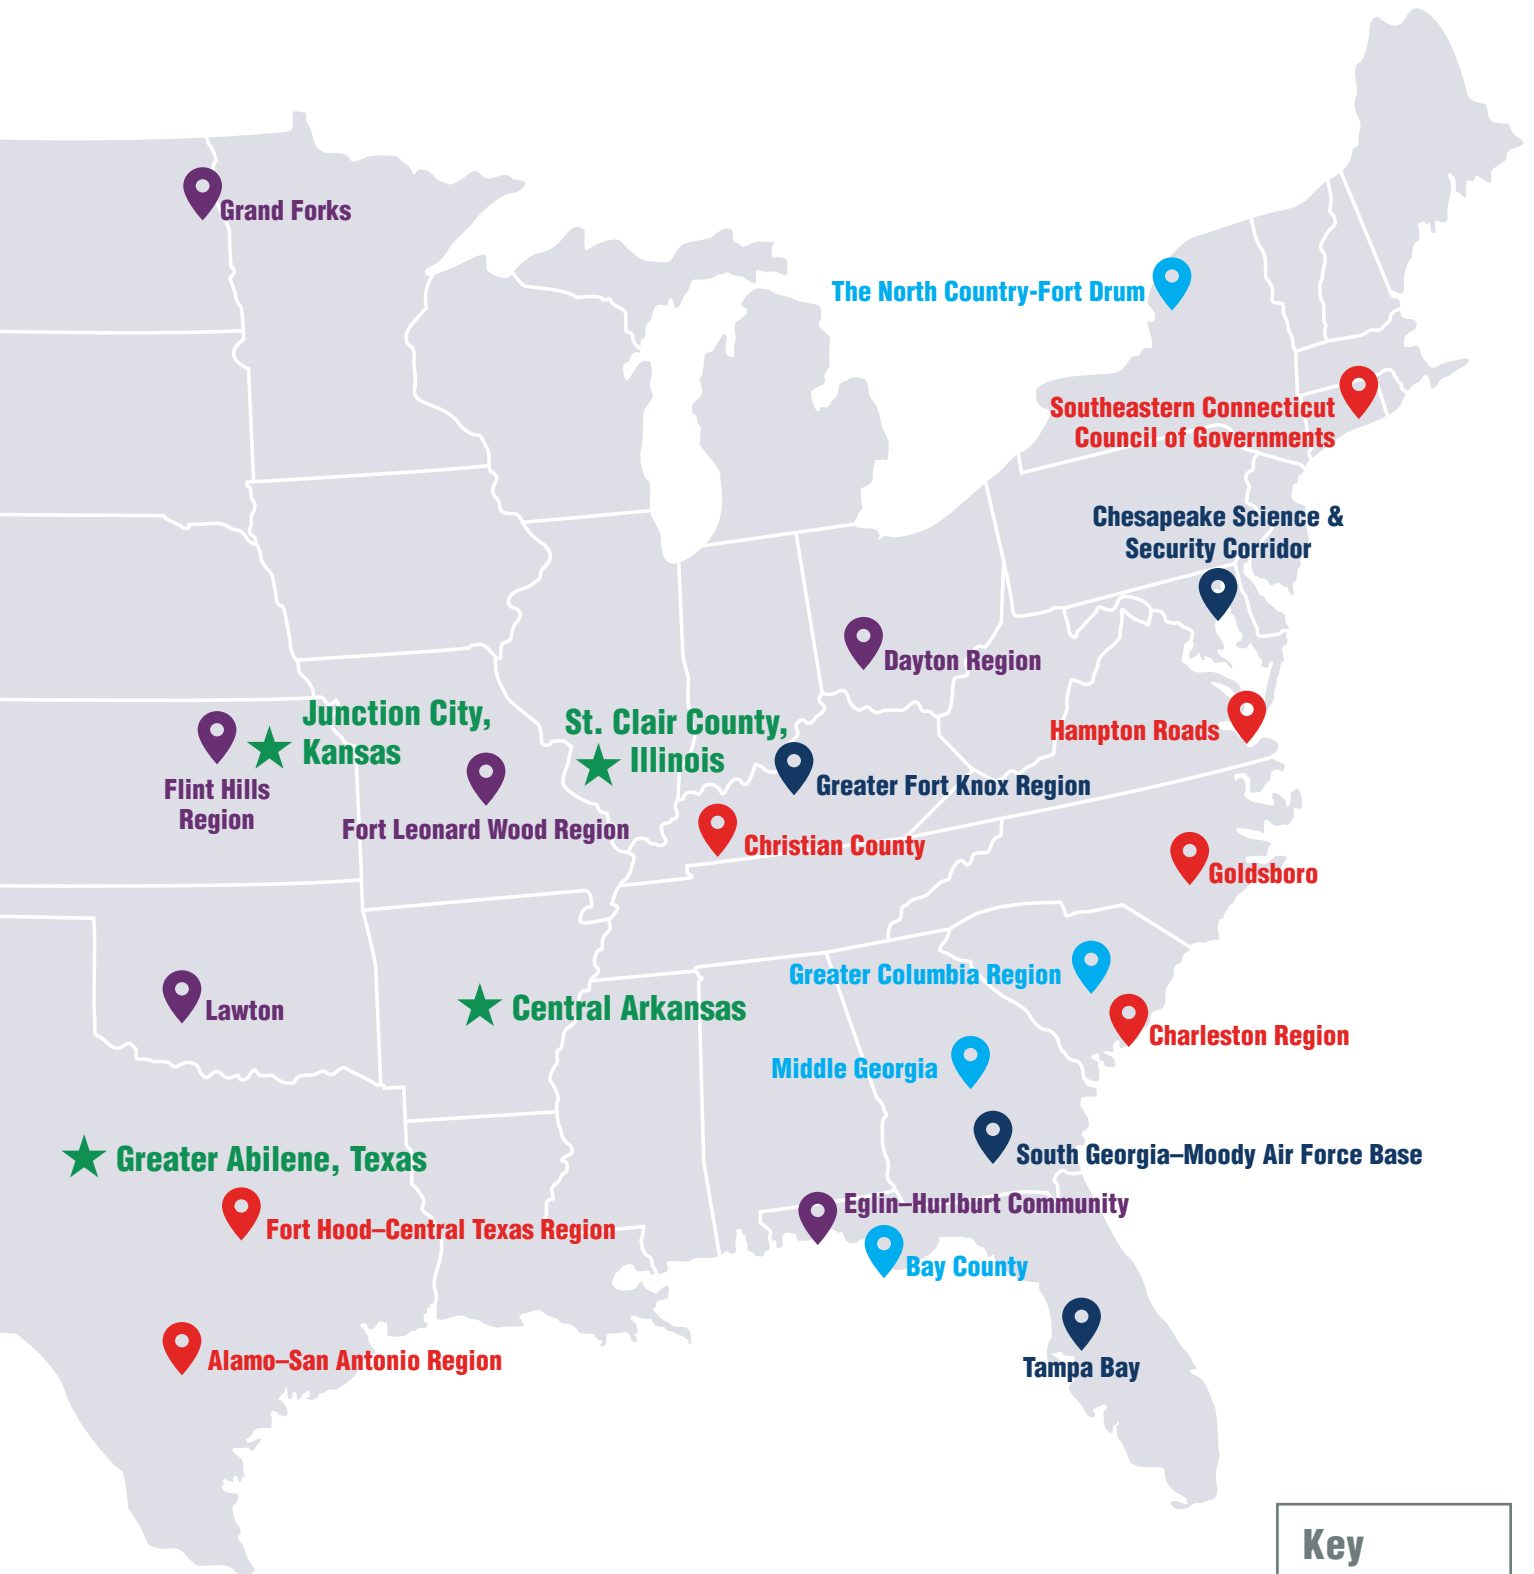 Grand Forks
The North Country-Fort Drum
Southeastern Connecticut
Council of Governments
Chesapeake Science &
Security Corridor
Dayton Region
Junction City,
Kansas
St. Clair County,
Illinois
Hampton Roads
Flint Hills
Region
Greater Fort Knox Region
Fort Leonard Wood Region
Christian County
Goldsboro
Greater Columbia Region
Lawton
Central Arkansas
Charleston Region
Middle Georgia
Greater Abilene, Texas
South Georgia–Moody Air Force Base
Eglin–Hurlburt Community
Fort Hood–Central Texas Region
Bay County
Alamo–San Antonio Region
Tampa Bay
Key